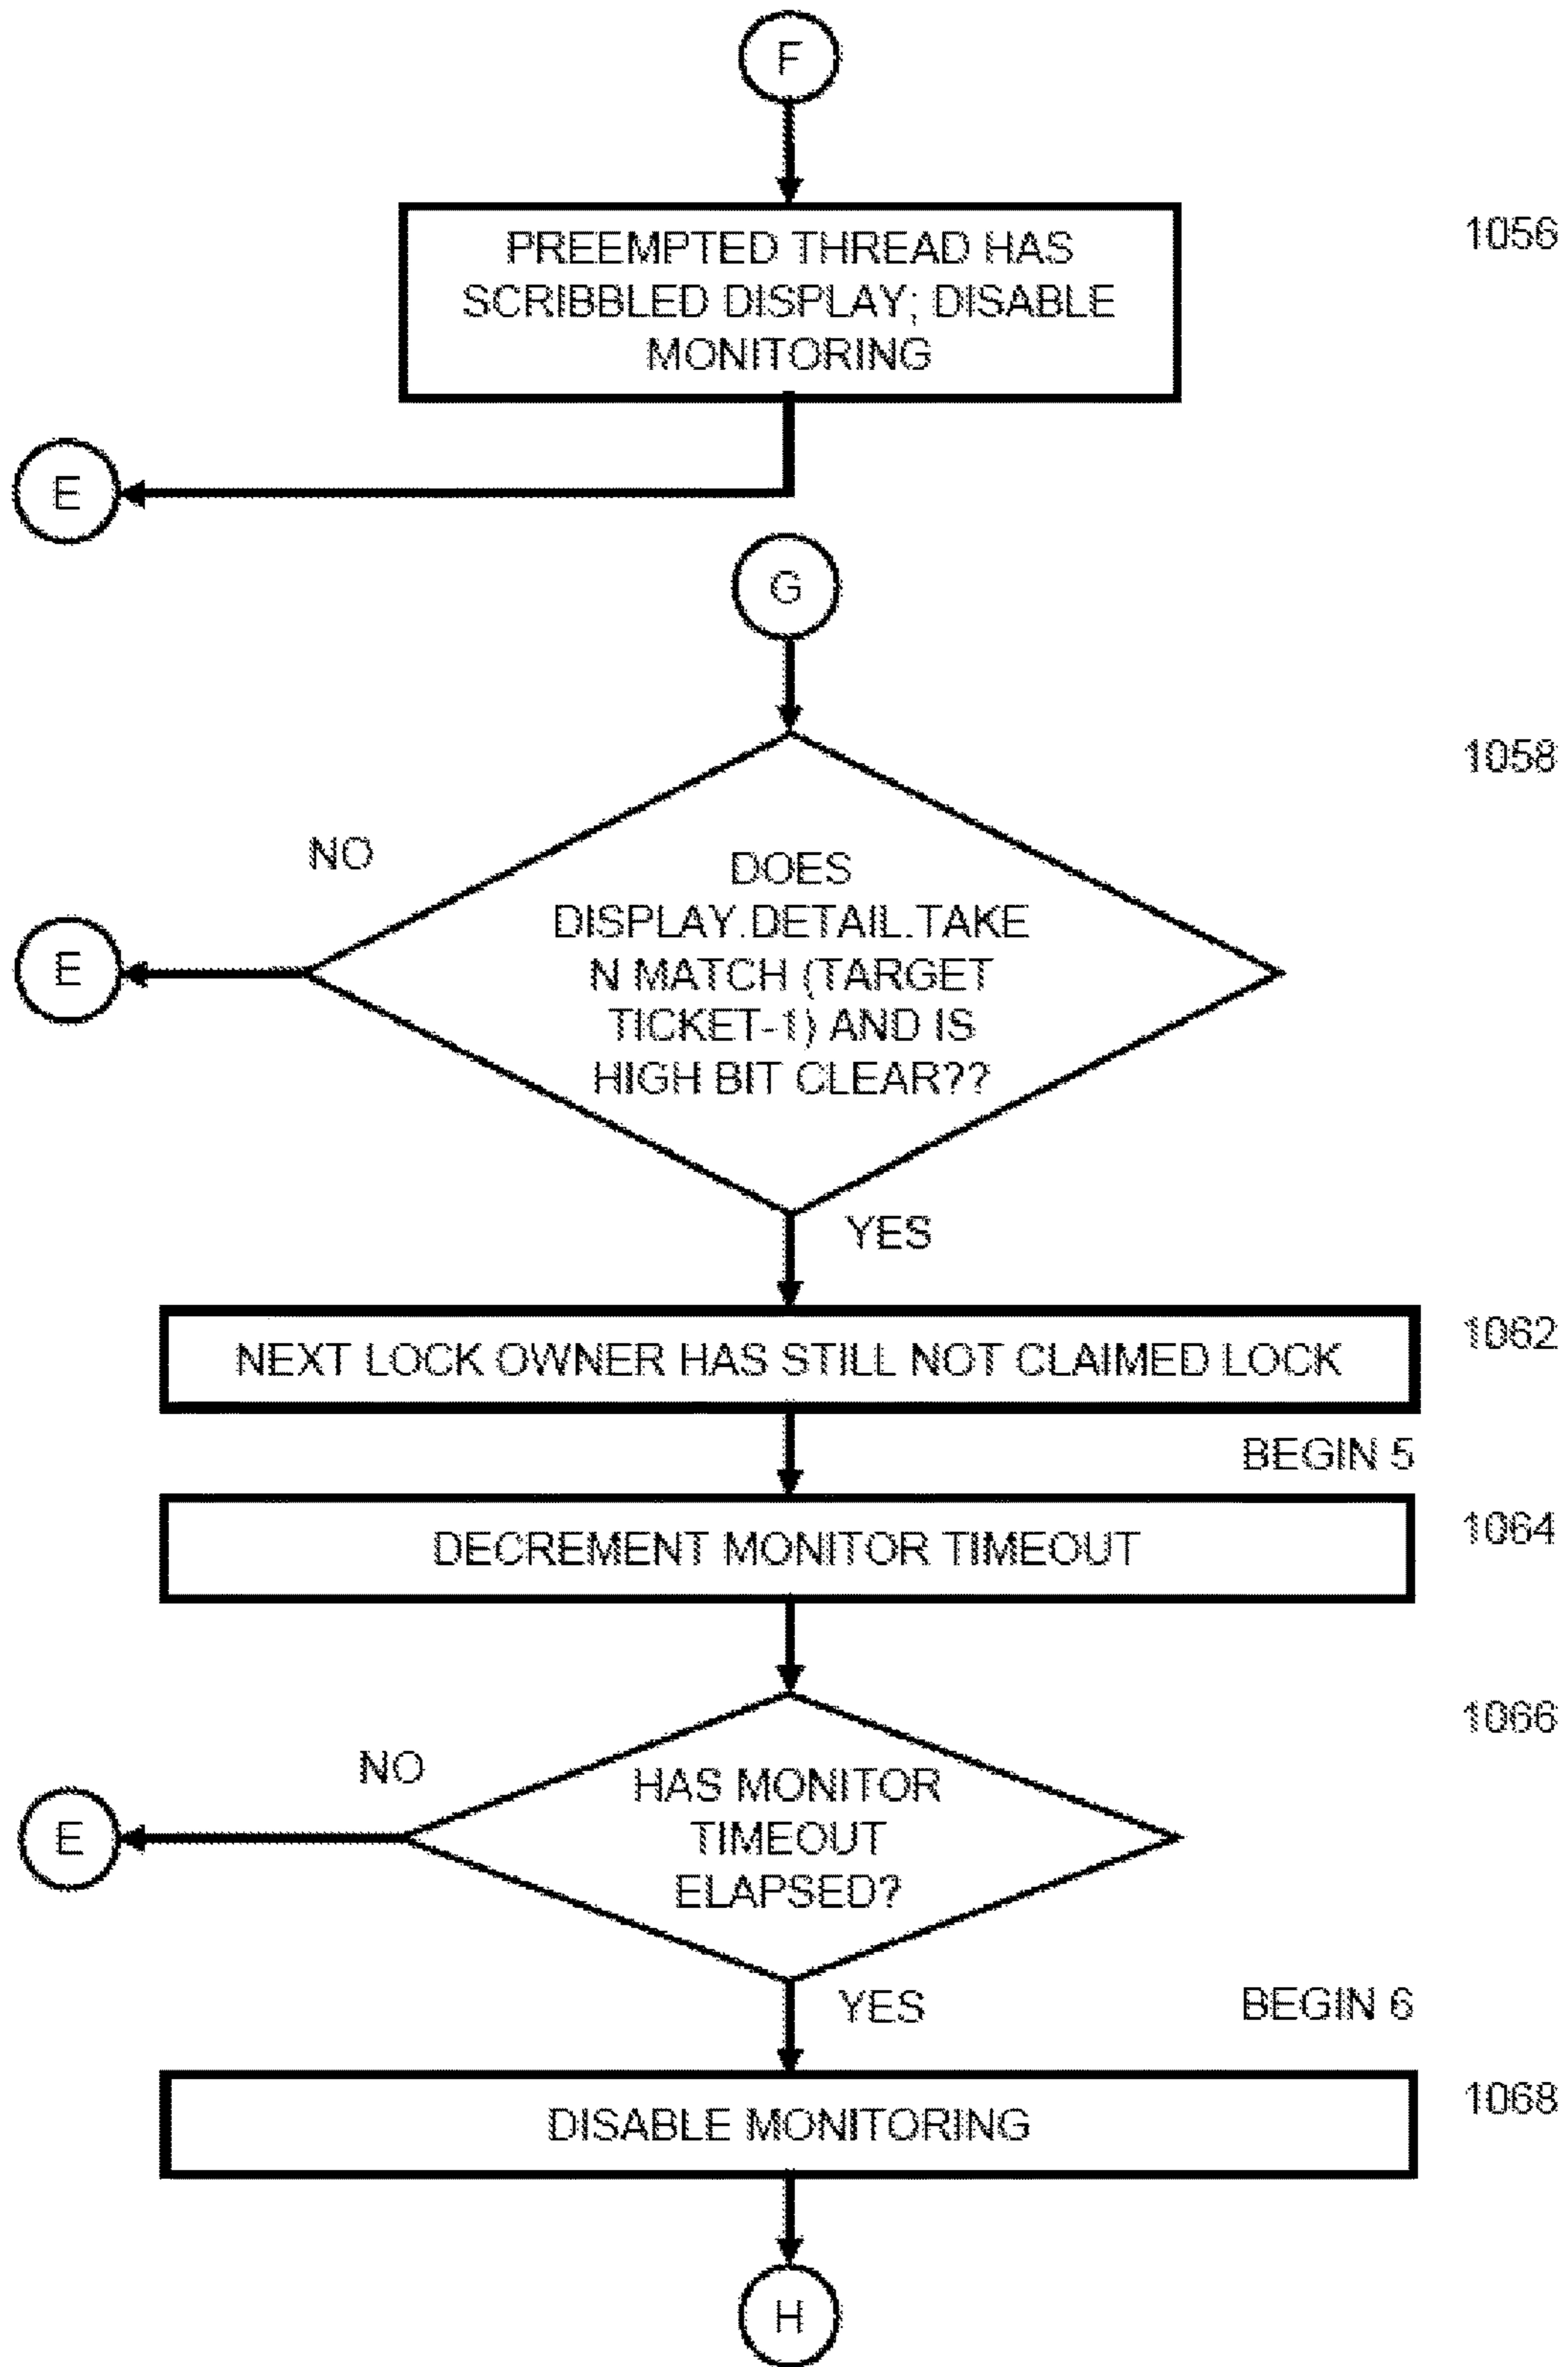 F
PREEMPTED THREAD HAS
SCRIBBLED DISPLAY; DISABLE
MONITORING
1056
E
G
1058
NO
DOES
DISPLAY.DETAIL.TAKE
N MATCH (TARGET
TICKET-1) AND IS
HIGH BIT CLEAR??
E
YES
NEXT LOCK OWNER HAS STILL NOT CLAIMED LOCK
1062
BEGIN 5
DECREMENT MONITOR TIMEOUT
1064
1066
NO
HAS MONITOR
TIMEOUT
ELAPSED?
E
YES
BEGIN 6
DISABLE MONITORING
1068
H